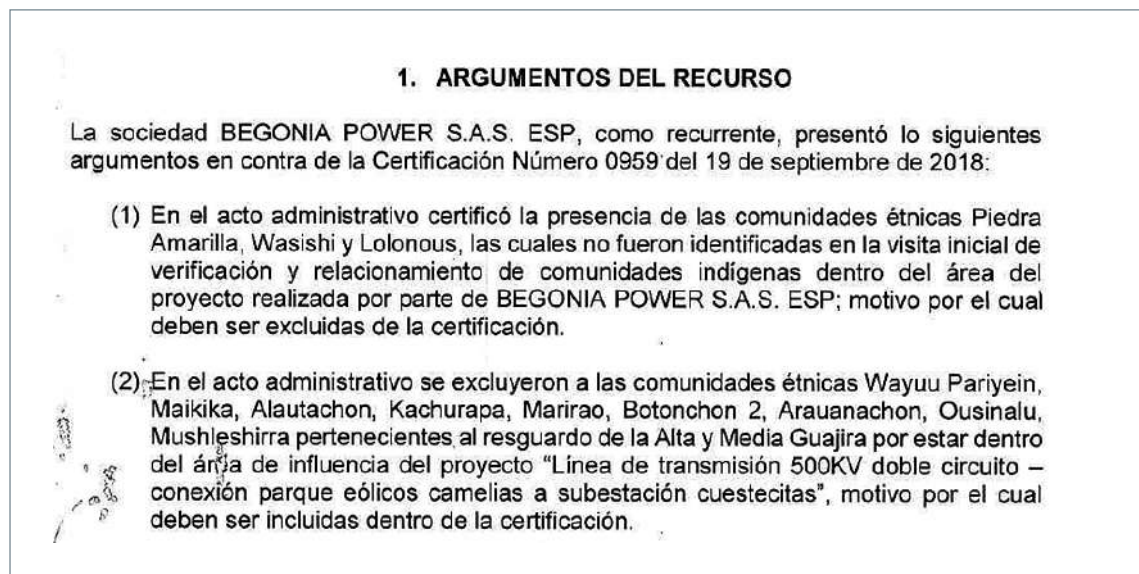 1. ARGUMENTOS DEL RECURSO
La sociedad BEGONIA POWER S.A.S. ESP, como recurrente, presentó lo siguientes
argumentos en contra de la Certificación Número 0959 del 19 de septiembre de 2018:
(1) En el acto administrativo certificó la presencia de las comunidades étnicas Piedra
Amarilla, Wasishi y Lolonous, las cuales no fueron identificadas en la visita inicial de
verificación y relacionamiento de comunidades indígenas dentro del área del
proyecto realizada por parte de BEGONIA POWER S.A.S. ESP; motivo por el cual
deben ser excluidas de la certificación.
(2) En el acto administrativo se excluyeron a las comunidades étnicas Wayuu Pariyein,
Maikika, Alautachon, Kachurapa, Marirao, Botonchon 2, Arauanachon, Ousinalu,
Mushleshirra pertenecientes al resguardo de la Alta y Media Guajira por estar dentro
del área de influencia del proyecto “Línea de transmisión 500KV doble circuito –
conexión parque eólicos camelias a subestación cuestecitas”, motivo por el cual
deben ser incluidas dentro de la certificación.